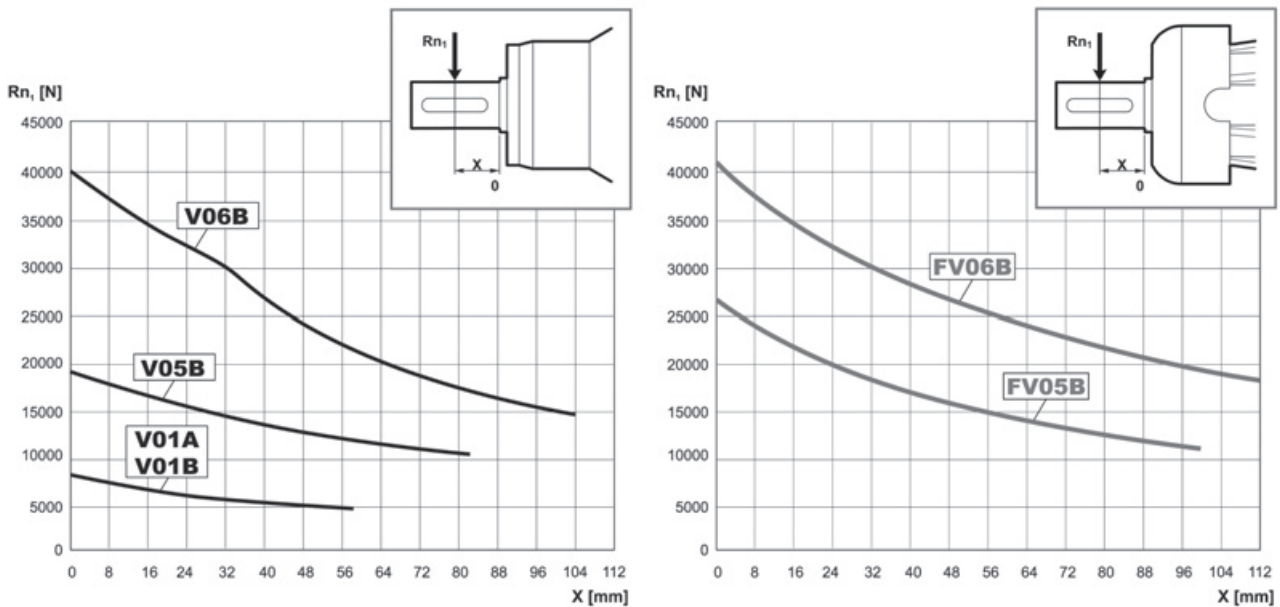 Rn₁ [N]
45000
40000
35000
30000
25000
20000
15000
10000
5000
0
0 8 16 24 32 40 48 56 64 72 80 88 96 104 112
X [mm]
V06B
V05B
V01A
V01B
Rn₁
X
0
Rn₁ [N]
45000
40000
35000
30000
25000
20000
15000
10000
5000
0
0 8 16 24 32 40 48 56 64 72 80 88 96 104 112
X [mm]
FV06B
FV05B
Rn₁
X
0